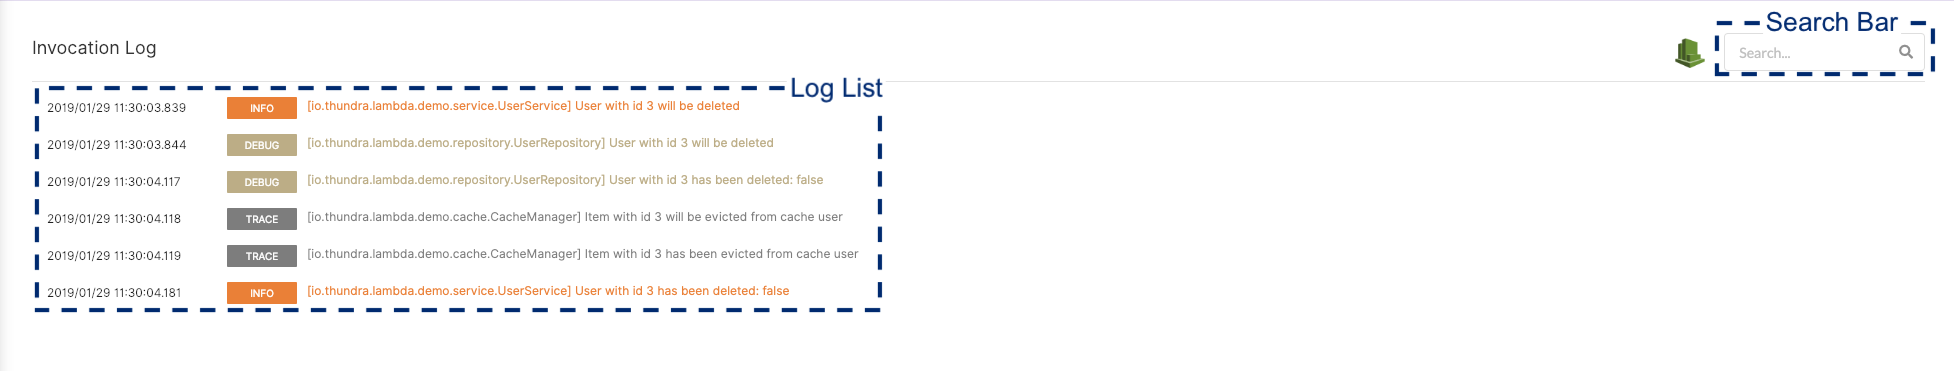 Search Bar
Invocation Log
Search...
Log List
2019/01/29 11:30:03.839 INFO [io.thundra.lambda.demo.service.UserService] User with id 3 will be deleted
2019/01/29 11:30:03.844 DEBUG [io.thundra.lambda.demo.repository.UserRepository] User with id 3 will be deleted
2019/01/29 11:30:04.117 DEBUG [io.thundra.lambda.demo.repository.UserRepository] User with id 3 has been deleted: false
2019/01/29 11:30:04.118 TRACE [io.thundra.lambda.demo.cache.CacheManager] Item with id 3 will be evicted from cache user
2019/01/29 11:30:04.119 TRACE [io.thundra.lambda.demo.cache.CacheManager] Item with id 3 has been evicted from cache user
2019/01/29 11:30:04.181 INFO [io.thundra.lambda.demo.service.UserService] User with id 3 has been deleted: false